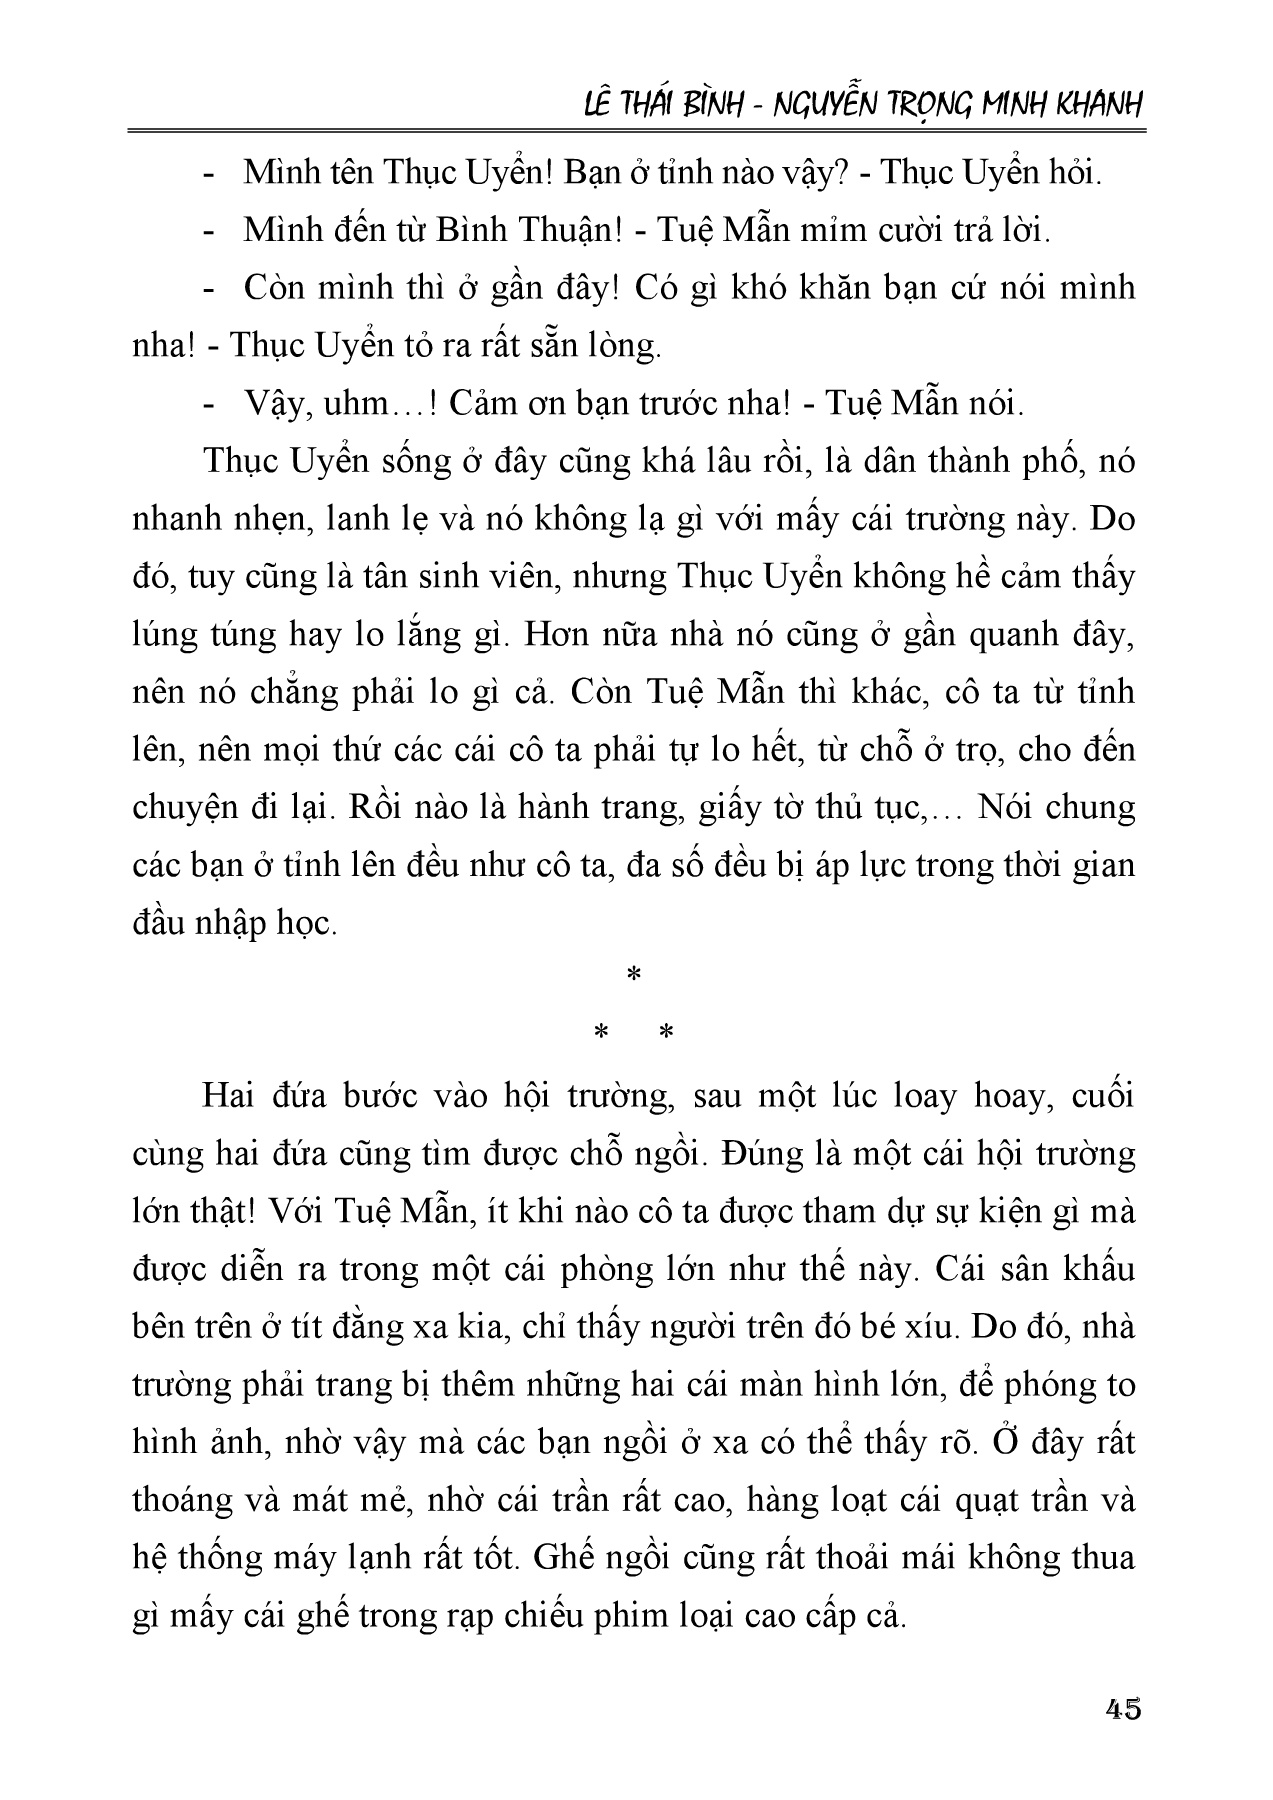 LÊ THÁI BÌNH - NGUYỄN TRỌNG MINH KHANH
- Mình tên Thục Uyển! Bạn ở tỉnh nào vậy? - Thục Uyển hỏi.
- Mình đến từ Bình Thuận! - Tuệ Mẫn mỉm cười trả lời.
- Còn mình thì ở gần đây! Có gì khó khăn bạn cứ nói mình
nha! - Thục Uyển tỏ ra rất sẵn lòng.
- Vậy, uhm…! Cảm ơn bạn trước nha! - Tuệ Mẫn nói.
Thục Uyển sống ở đây cũng khá lâu rồi, là dân thành phố, nó
nhanh nhẹn, lanh lẹ và nó không lạ gì với mấy cái trường này. Do
đó, tuy cũng là tân sinh viên, nhưng Thục Uyển không hề cảm thấy
lúng túng hay lo lắng gì. Hơn nữa nhà nó cũng ở gần quanh đây,
nên nó chẳng phải lo gì cả. Còn Tuệ Mẫn thì khác, cô ta từ tỉnh
lên, nên mọi thứ các cái cô ta phải tự lo hết, từ chỗ ở trọ, cho đến
chuyện đi lại. Rồi nào là hành trang, giấy tờ thủ tục,… Nói chung
các bạn ở tỉnh lên đều như cô ta, đa số đều bị áp lực trong thời gian
đầu nhập học.
*
* *
Hai đứa bước vào hội trường, sau một lúc loay hoay, cuối
cùng hai đứa cũng tìm được chỗ ngồi. Đúng là một cái hội trường
lớn thật! Với Tuệ Mẫn, ít khi nào cô ta được tham dự sự kiện gì mà
được diễn ra trong một cái phòng lớn như thế này. Cái sân khấu
bên trên ở tít đằng xa kia, chỉ thấy người trên đó bé xíu. Do đó, nhà
trường phải trang bị thêm những hai cái màn hình lớn, để phóng to
hình ảnh, nhờ vậy mà các bạn ngồi ở xa có thể thấy rõ. Ở đây rất
thoáng và mát mẻ, nhờ cái trần rất cao, hàng loạt cái quạt trần và
hệ thống máy lạnh rất tốt. Ghế ngồi cũng rất thoải mái không thua
gì mấy cái ghế trong rạp chiếu phim loại cao cấp cả.
45